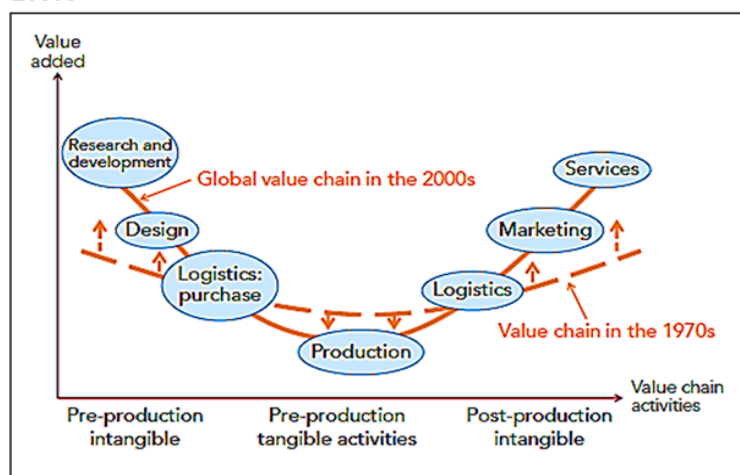 Value
added
Research and
development
Global value chain in the 2000s
Services
Design
Marketing
Logistics:
purchase
Logistics
Value chain in the 1970s
Production
Value chain
activities
Pre-production
intangible
Pre-production
tangible activities
Post-production
intangible